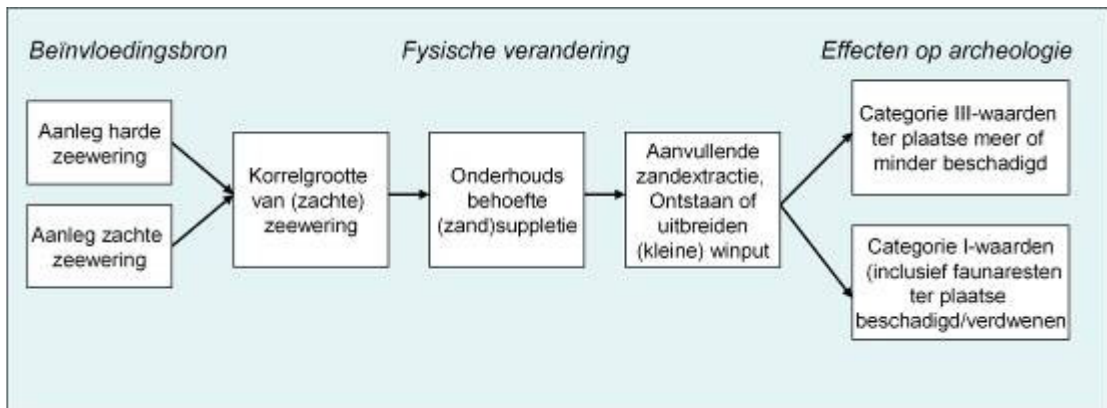 Beïnvloedingsbron
Fysische verandering
Effecten op archeologie
Aanleg harde
zeewering
Aanleg zachte
zeewering
Korrelgrootte
van (zachte)
zeewering
Onderhouds
behoefte
(zand)suppletie
Aanvullende
zandextractie,
Ontstaan of
uitbreiden
(kleine) winput
Categorie III-waarden
ter plaatse meer of
minder beschadigd
Categorie I-waarden
(inclusief faunaresten
ter plaatse
beschadigd/verdwenen